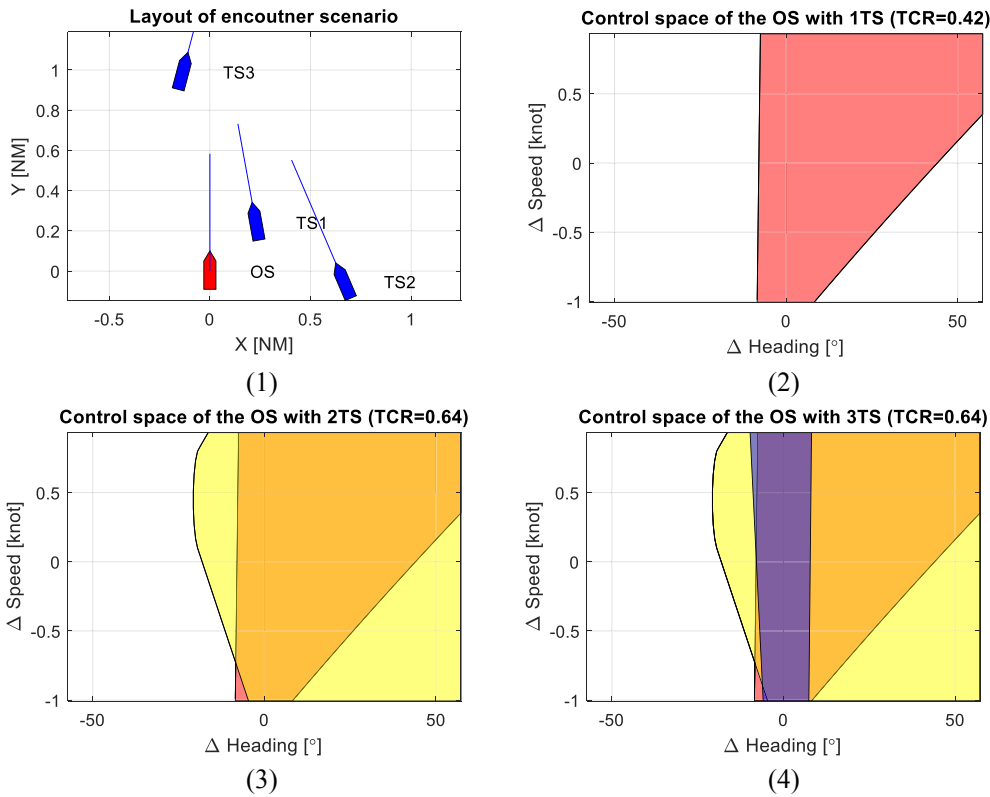 Layout of encoutner scenario
Y [NM]
1
0.8
0.6
0.4
0.2
0
TS3
TS1
OS
TS2
-0.5
0
0.5
1
X [NM]
(1)
Control space of the OS with 1TS (TCR=0.42)
Δ Speed [knot]
0.5
0
-0.5
-1
-50
0
50
Δ Heading [°]
(2)
Control space of the OS with 2TS (TCR=0.64)
Δ Speed [knot]
0.5
0
-0.5
-1
-50
0
50
Δ Heading [°]
(3)
Control space of the OS with 3TS (TCR=0.64)
Δ Speed [knot]
0.5
0
-0.5
-1
-50
0
50
Δ Heading [°]
(4)